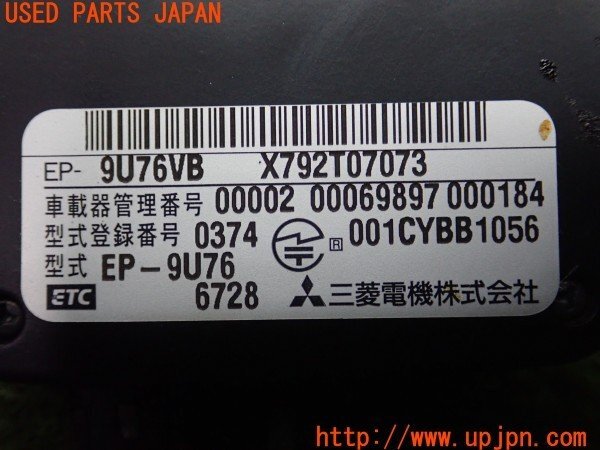 USED PARTS JAPAN
EP- 9U76VB X792T07073
車載器管理番号 00002 00069897 000184
型式登録番号 0374 R 001CYBB1056
型式 EP-9U76
ETC 6728 三菱電機株式会社
UPJ http://www.upjpn.com/